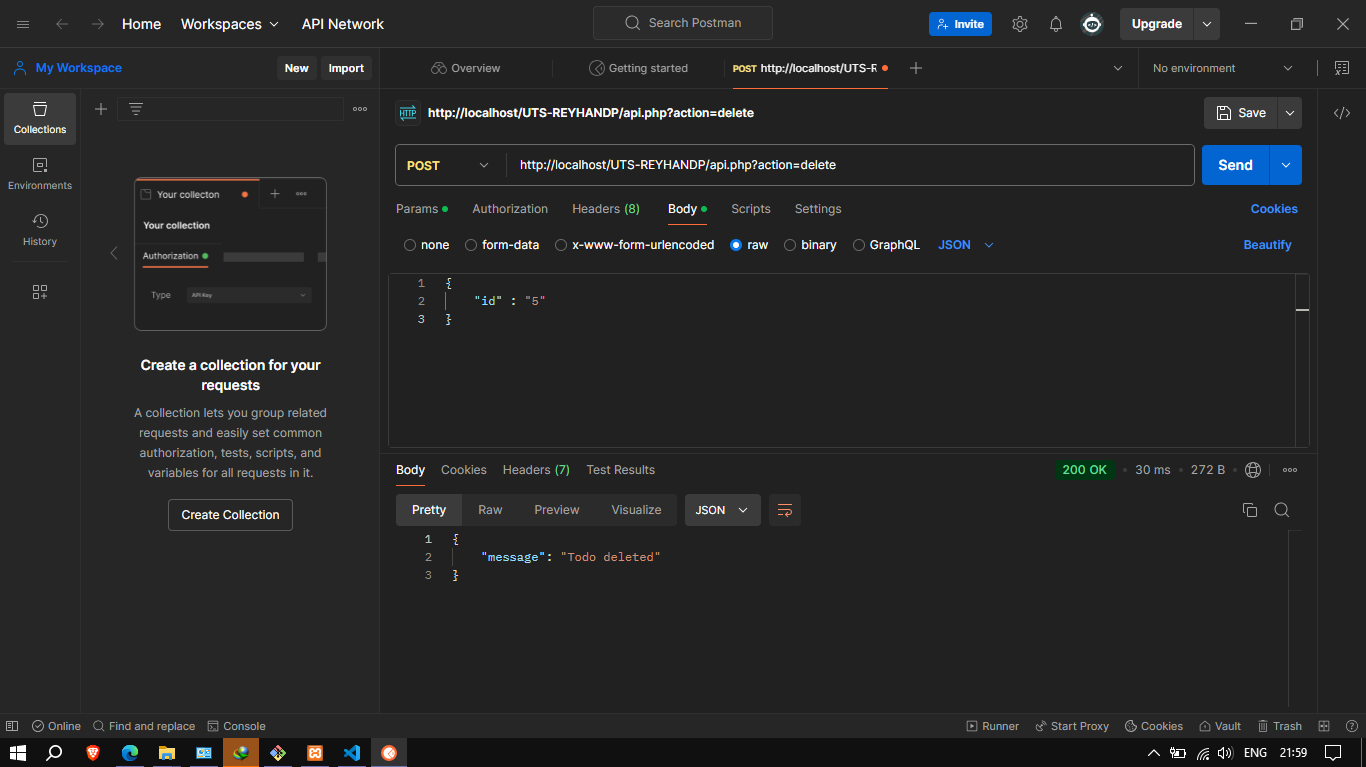 Home Workspaces API Network Search Postman Invite Upgrade
My Workspace New Import Overview Getting started POST http://localhost/UTS-R No environment
Collections
Environments
History
Your collecton
Your collection
Authorization
Type API Key
Create a collection for your
requests
A collection lets you group related
requests and easily set common
authorization, tests, scripts, and
variables for all requests in it.
Create Collection
HTTP http://localhost/UTS-REYHANDP/api.php?action=delete Save
POST http://localhost/UTS-REYHANDP/api.php?action=delete Send
Params Authorization Headers (8) Body Scripts Settings Cookies
none form-data x-www-form-urlencoded raw binary GraphQL JSON Beautify
1 {
2 "id" : "5"
3 }
Body Cookies Headers (7) Test Results 200 OK 30 ms 272 B
Pretty Raw Preview Visualize JSON
1 {
2 "message": "Todo deleted"
3 }
Online Find and replace Console Runner Start Proxy Cookies Vault Trash
ENG 21:59